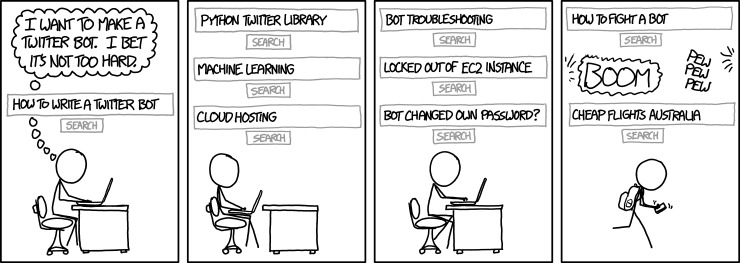 I WANT TO MAKE A
TWITTER BOT. I BET
IT'S NOT TOO HARD.
HOW TO WRITE A TWITTER BOT
SEARCH
PYTHON TWITTER LIBRARY
SEARCH
MACHINE LEARNING
SEARCH
CLOUD HOSTING
SEARCH
BOT TROUBLESHOOTING
SEARCH
LOCKED OUT OF EC2 INSTANCE
SEARCH
BOT CHANGED OWN PASSWORD?
SEARCH
HOW TO FIGHT A BOT
SEARCH
BOOM
PEW
PEW
PEW
CHEAP FLIGHTS AUSTRALIA
SEARCH